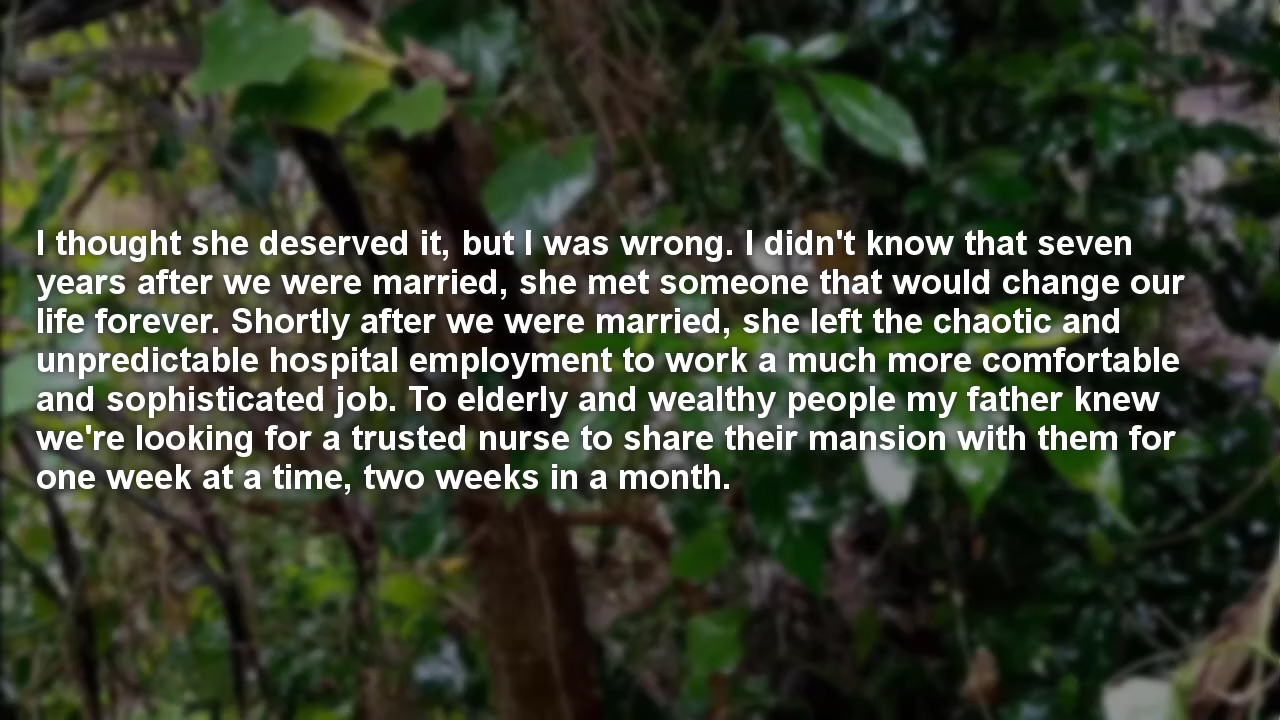 I thought she deserved it, but I was wrong. I didn't know that seven
years after we were married, she met someone that would change our
life forever. Shortly after we were married, she left the chaotic and
unpredictable hospital employment to work a much more comfortable
and sophisticated job. To elderly and wealthy people my father knew
we're looking for a trusted nurse to share their mansion with them for
one week at a time, two weeks in a month.